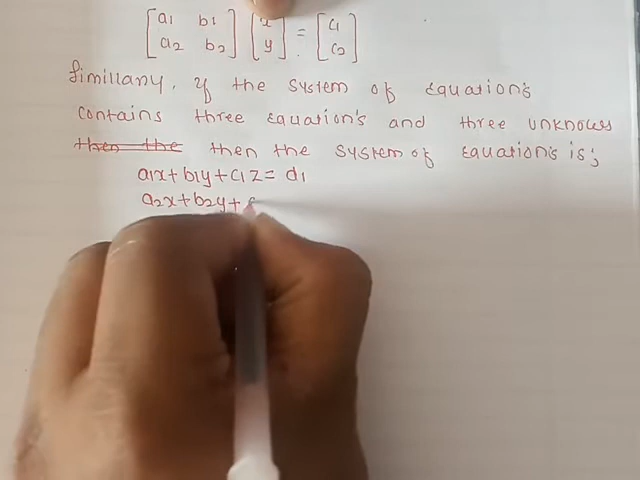 [a1 b1] [x] = [c1]
[a2 b2] [y] [c2]
Simillary, if the system of Equation's
contains three Equation's and three unknows
then the then the system of Equation's is;
a1x+b1y+c1z = d1
a2x+b2y+c